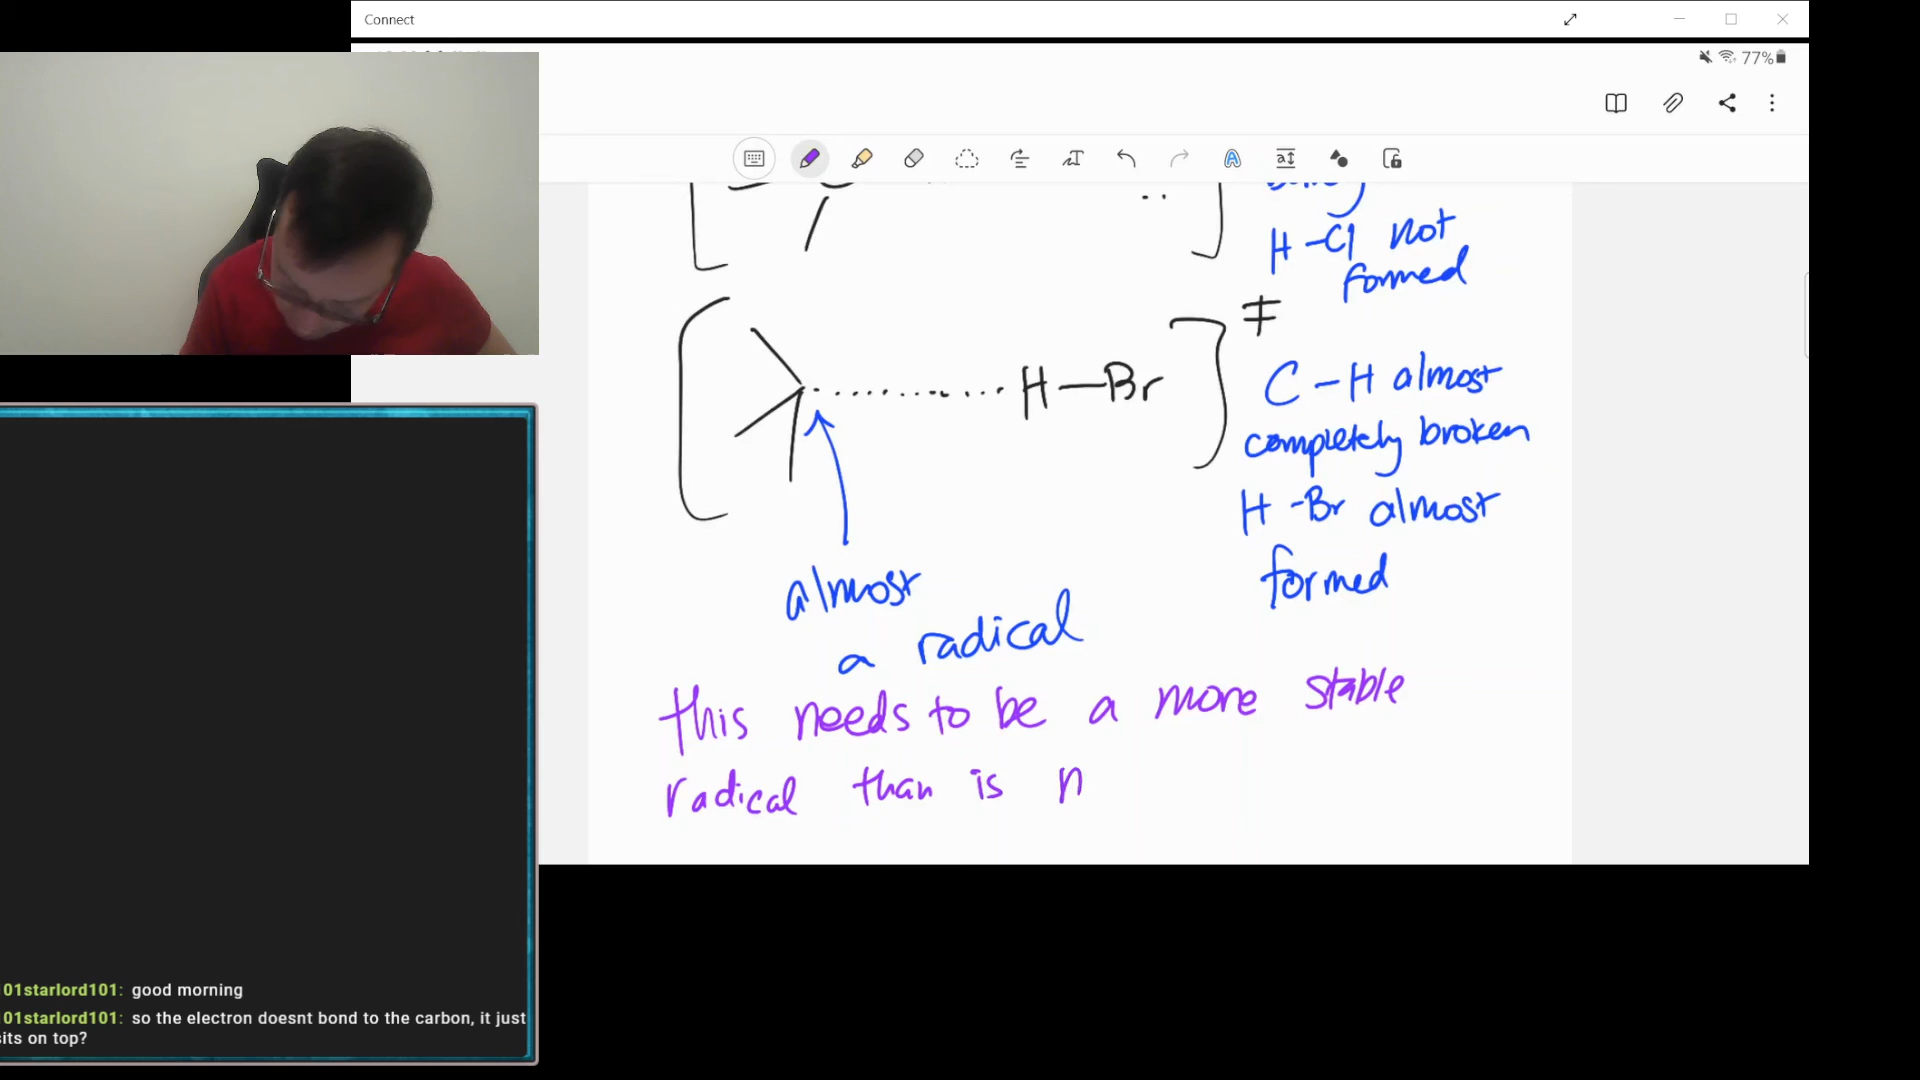 Connect
77%
H-Cl not
formed
H-Br
‡
C-H almost
completely broken
H-Br almost
formed
almost
a radical
this needs to be a more stable
radical than is n
01starlord101: good morning
01starlord101: so the electron doesnt bond to the carbon, it just
sits on top?